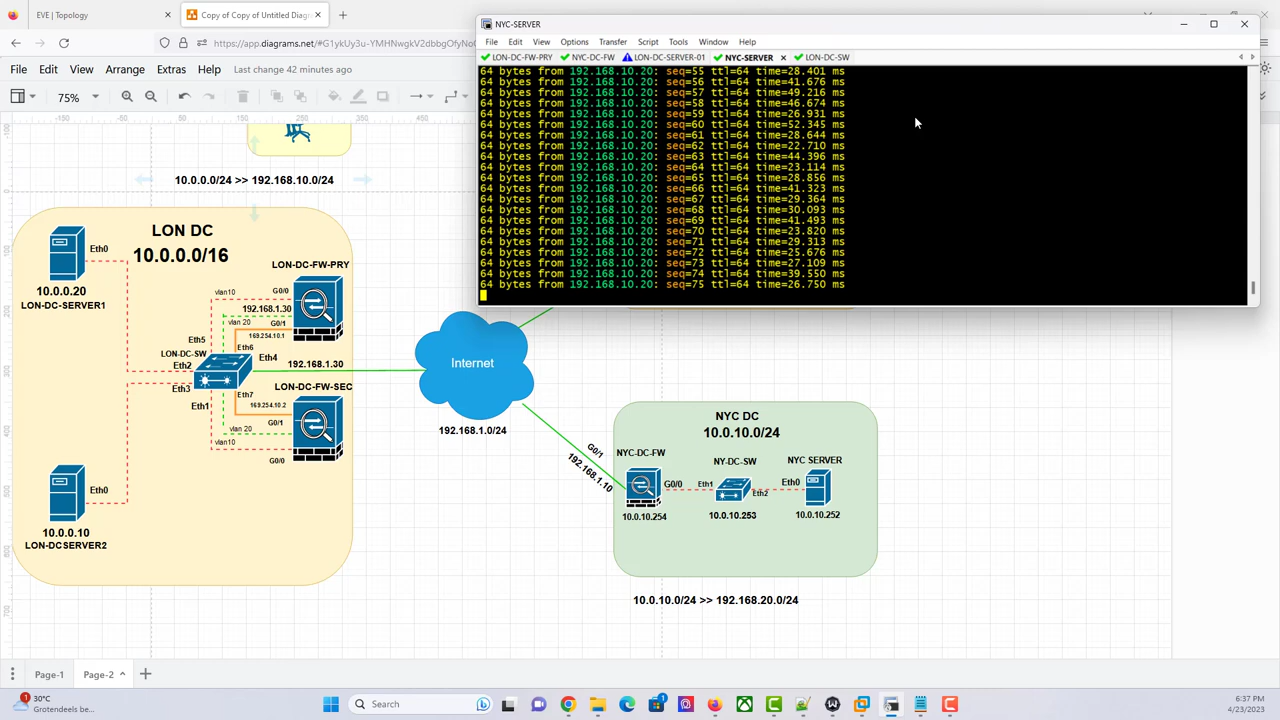 EVE | Topology
Copy of Copy of Untitled Diagra
https://app.diagrams.net/#G1ykUy3u-YMHNwgkV2dbkgOfyNoC
View
Arrange
Extras
Help
Last change 42 minutes ago
75%
NYC-SERVER
File Edit View Options Transfer Script Tools Window Help
LON-DC-FW-PRY
NYC-DC-FW
LON-DC-SERVER-01
NYC-SERVER
LON-DC-SW
64 bytes from 192.168.10.20: seq=55 ttl=64 time=28.401 ms
64 bytes from 192.168.10.20: seq=56 ttl=64 time=41.676 ms
64 bytes from 192.168.10.20: seq=57 ttl=64 time=49.216 ms
64 bytes from 192.168.10.20: seq=58 ttl=64 time=46.674 ms
64 bytes from 192.168.10.20: seq=59 ttl=64 time=26.931 ms
64 bytes from 192.168.10.20: seq=60 ttl=64 time=52.345 ms
64 bytes from 192.168.10.20: seq=61 ttl=64 time=28.644 ms
64 bytes from 192.168.10.20: seq=62 ttl=64 time=22.710 ms
64 bytes from 192.168.10.20: seq=63 ttl=64 time=44.396 ms
64 bytes from 192.168.10.20: seq=64 ttl=64 time=23.114 ms
64 bytes from 192.168.10.20: seq=65 ttl=64 time=28.856 ms
64 bytes from 192.168.10.20: seq=66 ttl=64 time=41.323 ms
64 bytes from 192.168.10.20: seq=67 ttl=64 time=29.364 ms
64 bytes from 192.168.10.20: seq=68 ttl=64 time=30.093 ms
64 bytes from 192.168.10.20: seq=69 ttl=64 time=41.493 ms
64 bytes from 192.168.10.20: seq=70 ttl=64 time=23.820 ms
64 bytes from 192.168.10.20: seq=71 ttl=64 time=29.313 ms
64 bytes from 192.168.10.20: seq=72 ttl=64 time=25.676 ms
64 bytes from 192.168.10.20: seq=73 ttl=64 time=27.109 ms
64 bytes from 192.168.10.20: seq=74 ttl=64 time=39.550 ms
64 bytes from 192.168.10.20: seq=75 ttl=64 time=26.750 ms
10.0.0.0/24 >> 192.168.10.0/24
LON DC
10.0.0.0/16
Eth0
10.0.0.20
LON-DC-SERVER1
LON-DC-FW-PRY
vlan10
G0/0
192.168.1.30
vlan 20
G0/1
169.254.10.1
Eth5
Eth6
LON-DC-SW
Eth2
Eth4
192.168.1.30
Eth3
LON-DC-FW-SEC
Eth7
Eth1
169.254.10.2
G0/1
vlan 20
vlan10
G0/0
Eth0
10.0.0.10
LON-DCSERVER2
Internet
192.168.1.0/24
G0/1
192.168.1.10
NYC DC
10.0.10.0/24
NYC-DC-FW
NY-DC-SW
NYC SERVER
G0/0
Eth1
Eth2
Eth0
10.0.10.254
10.0.10.253
10.0.10.252
10.0.10.0/24 >> 192.168.20.0/24
Page-1
Page-2
1
30°C
Grotendeels be...
Search
1
6:37 PM
4/23/2023